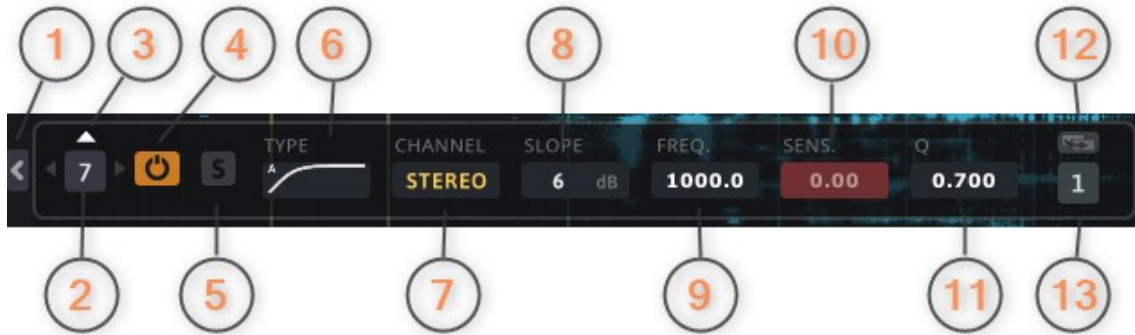 1 3 4 6 8 10 12
TYPE CHANNEL SLOPE FREQ. SENS. Q
7 S A STEREO 6 dB 1000.0 0.00 0.700 1
2 5 7 9 11 13